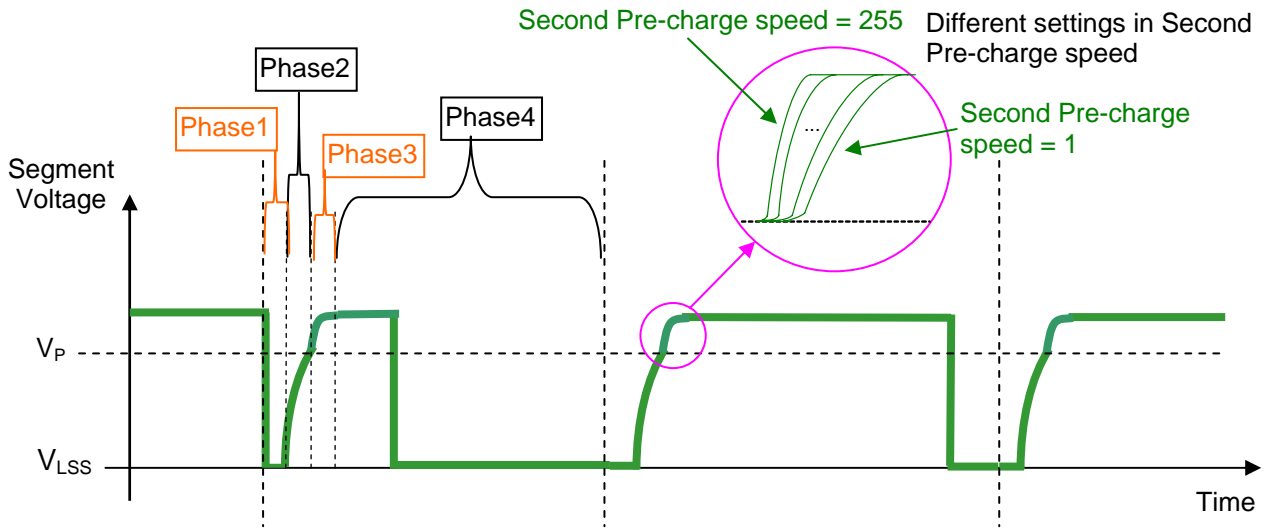 Second Pre-charge speed = 255
Different settings in Second
Pre-charge speed
Phase2
Phase1
Phase4
Phase3
...
Second Pre-charge
speed = 1
Segment
Voltage
VP
VLSS
Time